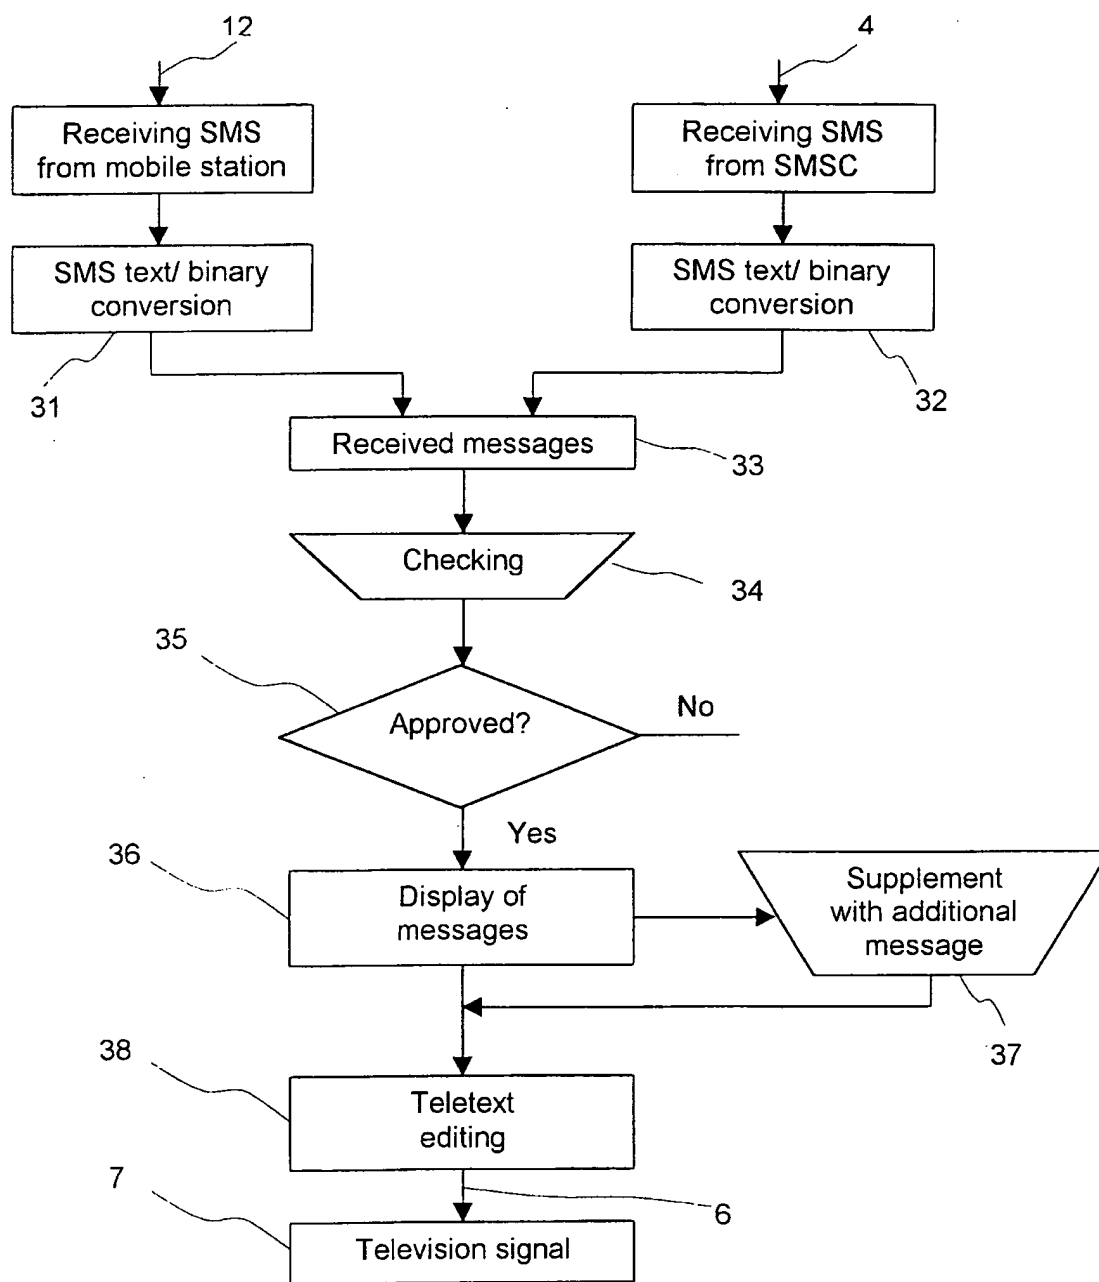 12
4
Receiving SMS
from mobile station
Receiving SMS
from SMSC
SMS text/ binary
conversion
SMS text/ binary
conversion
31
32
Received messages
33
Checking
34
35
Approved?
No
Yes
36
Display of
messages
Supplement
with additional
message
37
38
Teletext
editing
7
6
Television signal